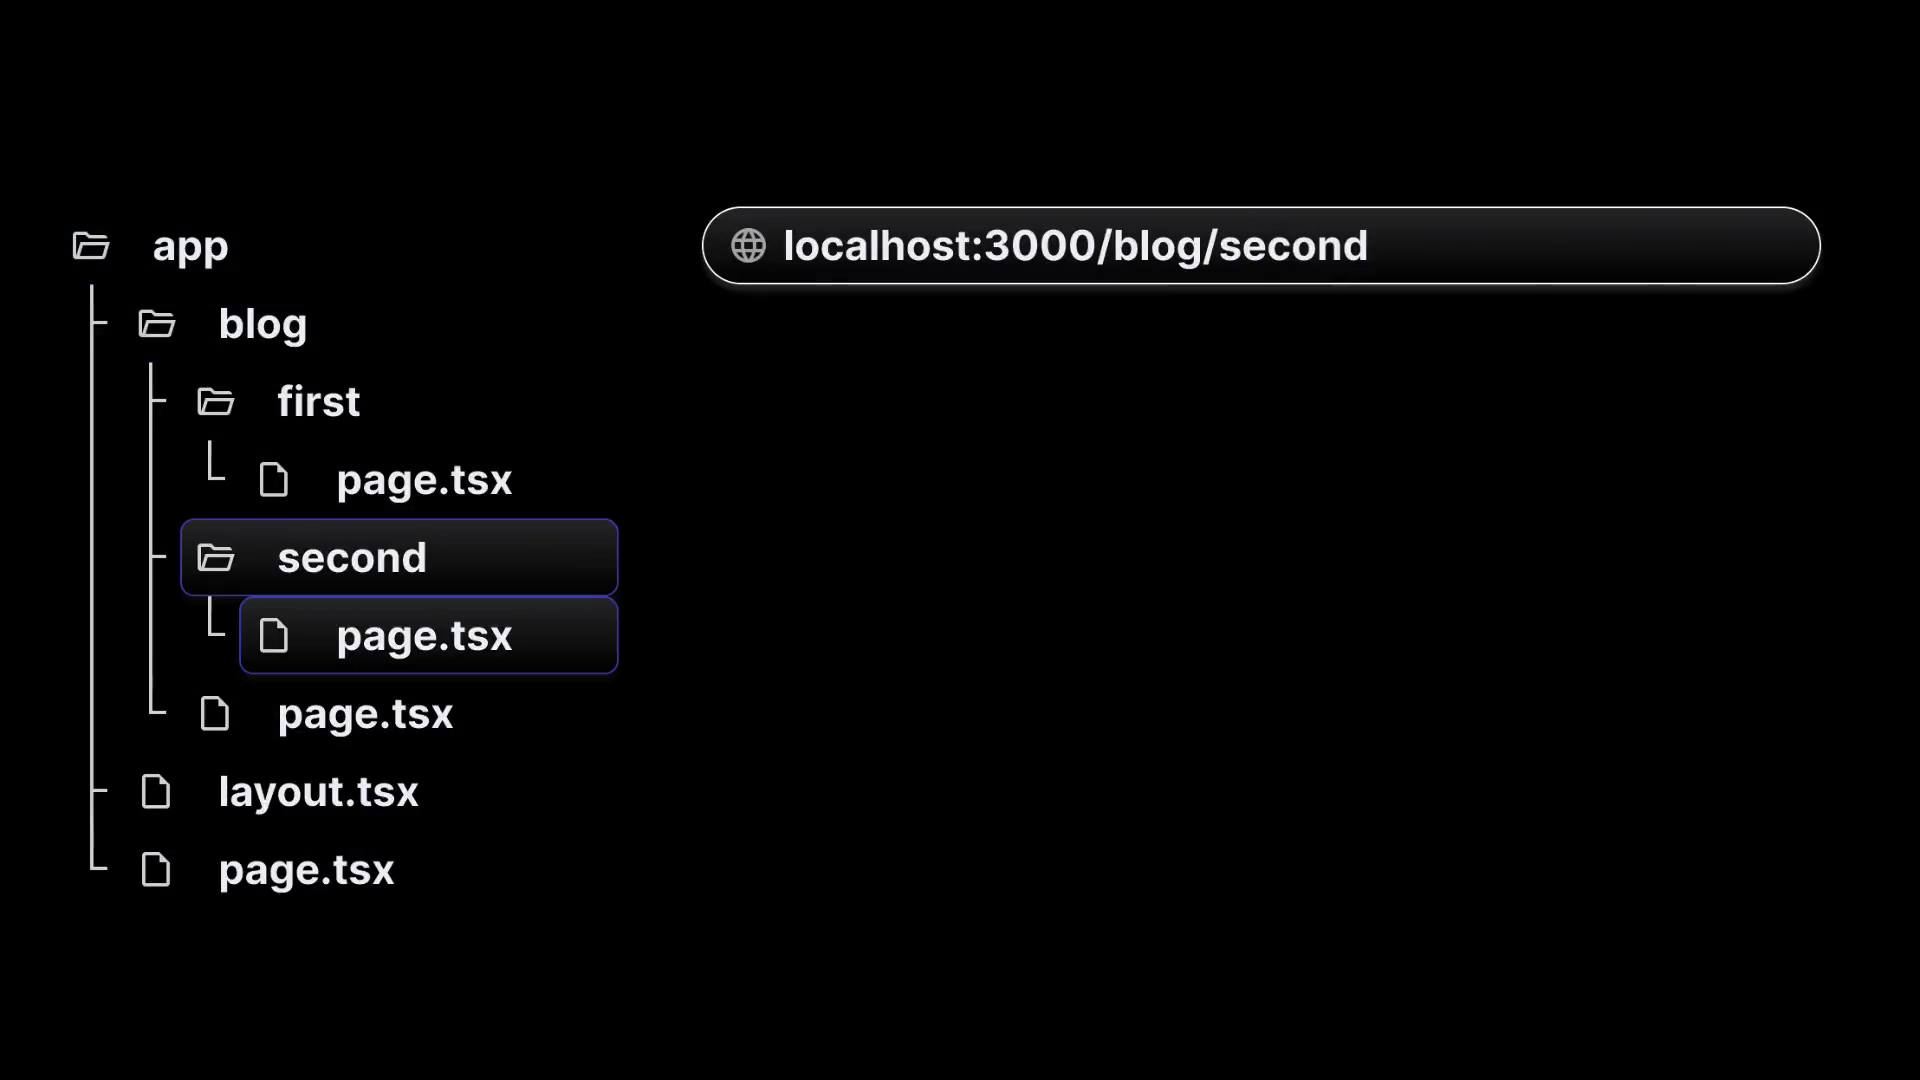 app
localhost:3000/blog/second
blog
first
page.tsx
second
page.tsx
page.tsx
layout.tsx
page.tsx